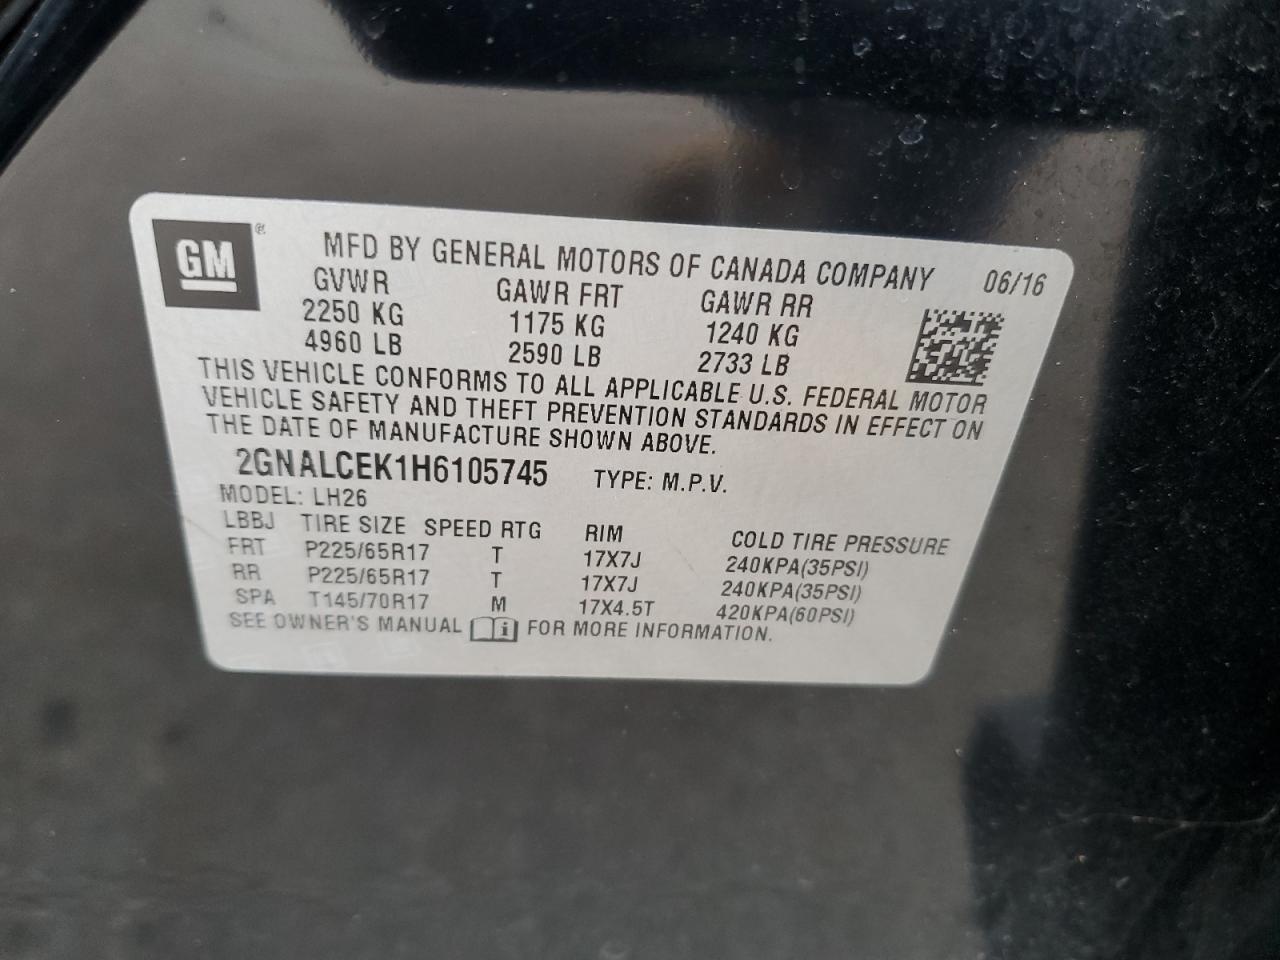 GM ®
MFD BY GENERAL MOTORS OF CANADA COMPANY 06/16
GVWR GAWR FRT GAWR RR
2250 KG 1175 KG 1240 KG
4960 LB 2590 LB 2733 LB
THIS VEHICLE CONFORMS TO ALL APPLICABLE U.S. FEDERAL MOTOR
VEHICLE SAFETY AND THEFT PREVENTION STANDARDS IN EFFECT ON
THE DATE OF MANUFACTURE SHOWN ABOVE.
2GNALCEK1H6105745 TYPE: M.P.V.
MODEL: LH26
LBBJ TIRE SIZE SPEED RTG RIM COLD TIRE PRESSURE
FRT P225/65R17 T 17X7J 240KPA(35PSI)
RR P225/65R17 T 17X7J 240KPA(35PSI)
SPA T145/70R17 M 17X4.5T 420KPA(60PSI)
SEE OWNER'S MANUAL i FOR MORE INFORMATION.